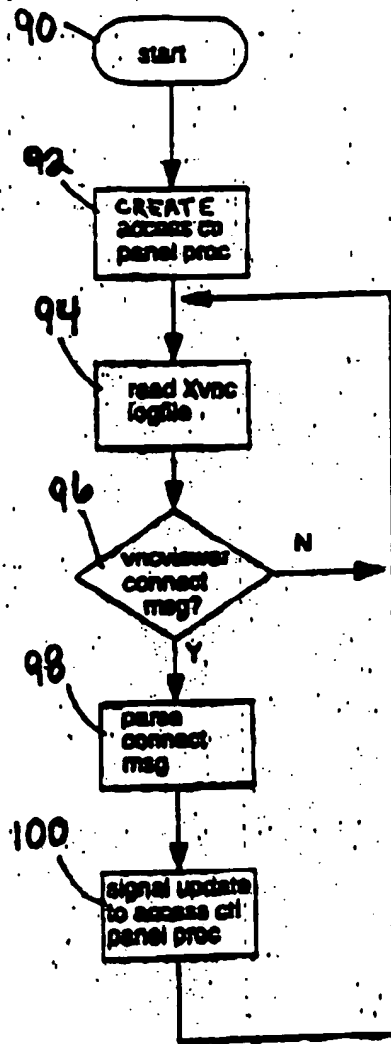 90
start
92
CREATE
access ctl
panel proc
94
read Xvnc
logfile
96
vncviewer
connect
msg?
N
Y
98
parse
connect
msg
100
signal update
to access ctl
panel proc